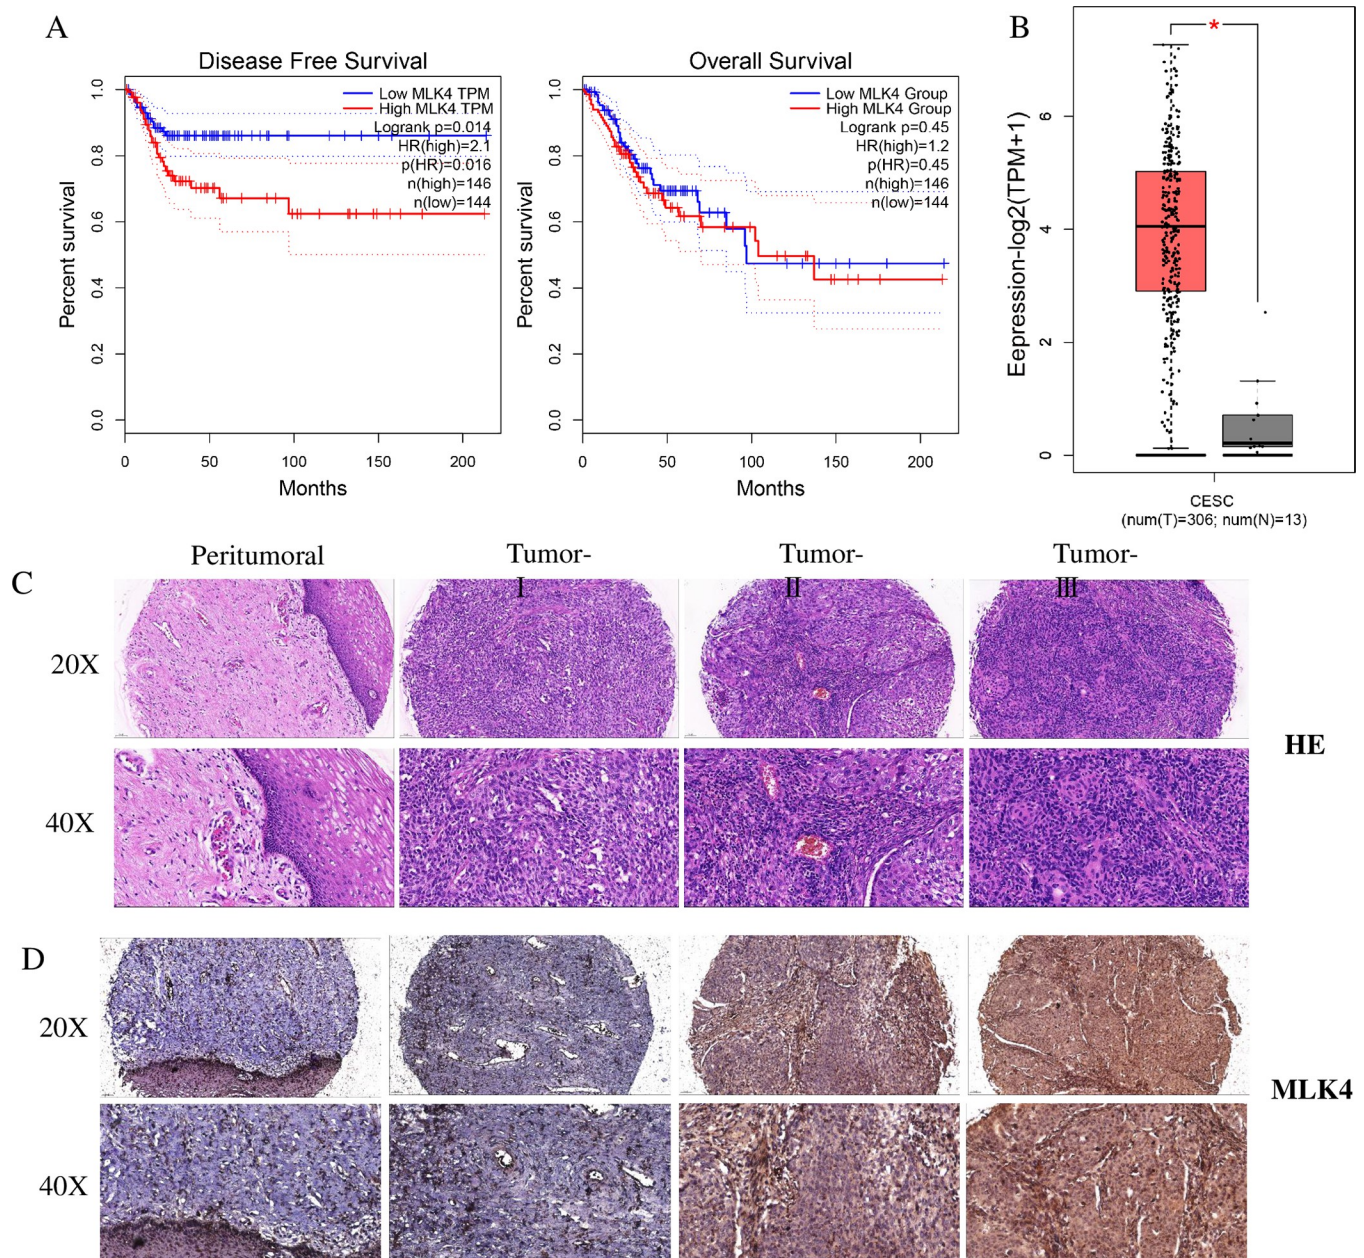 A
B
Disease Free Survival
Low MLK4 TPM
High MLK4 TPM
Logrank p=0.014
HR(high)=2.1
p(HR)=0.016
n(high)=146
n(low)=144
Percent survival
0.0
0.2
0.4
0.6
0.8
1.0
0
50
100
150
200
Months
Overall Survival
Low MLK4 Group
High MLK4 Group
Logrank p=0.45
HR(high)=1.2
p(HR)=0.45
n(high)=146
n(low)=144
Percent survival
0.0
0.2
0.4
0.6
0.8
1.0
0
50
100
150
200
Months
*
Eepression-log2(TPM+1)
0
2
4
6
CESC
(num(T)=306; num(N)=13)
C
Peritumoral
Tumor-
Ⅰ
Tumor-
Ⅱ
Tumor-
Ⅲ
20X
40X
HE
D
20X
40X
MLK4